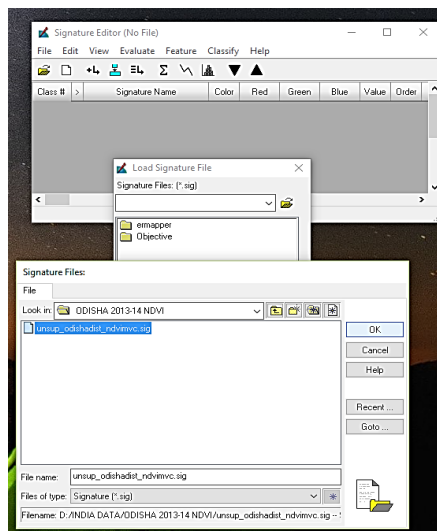 Signature Editor (No File)
File Edit View Evaluate Feature Classify Help
Σ
Class # > Signature Name Color Red Green Blue Value Order
Load Signature File
Signature Files: (*.sig)
ermapper
Objective
Signature Files:
File
Look in: ODISHA 2013-14 NDVI
unsup_odishadist_ndvimvc.sig
OK
Cancel
Help
Recent ...
Goto ...
File name: unsup_odishadist_ndvimvc.sig
Files of type: Signature (*.sig)
Filename: D:/INDIA DATA/ODISHA 2013-14 NDVI/unsup_odishadist_ndvimvc.sig --